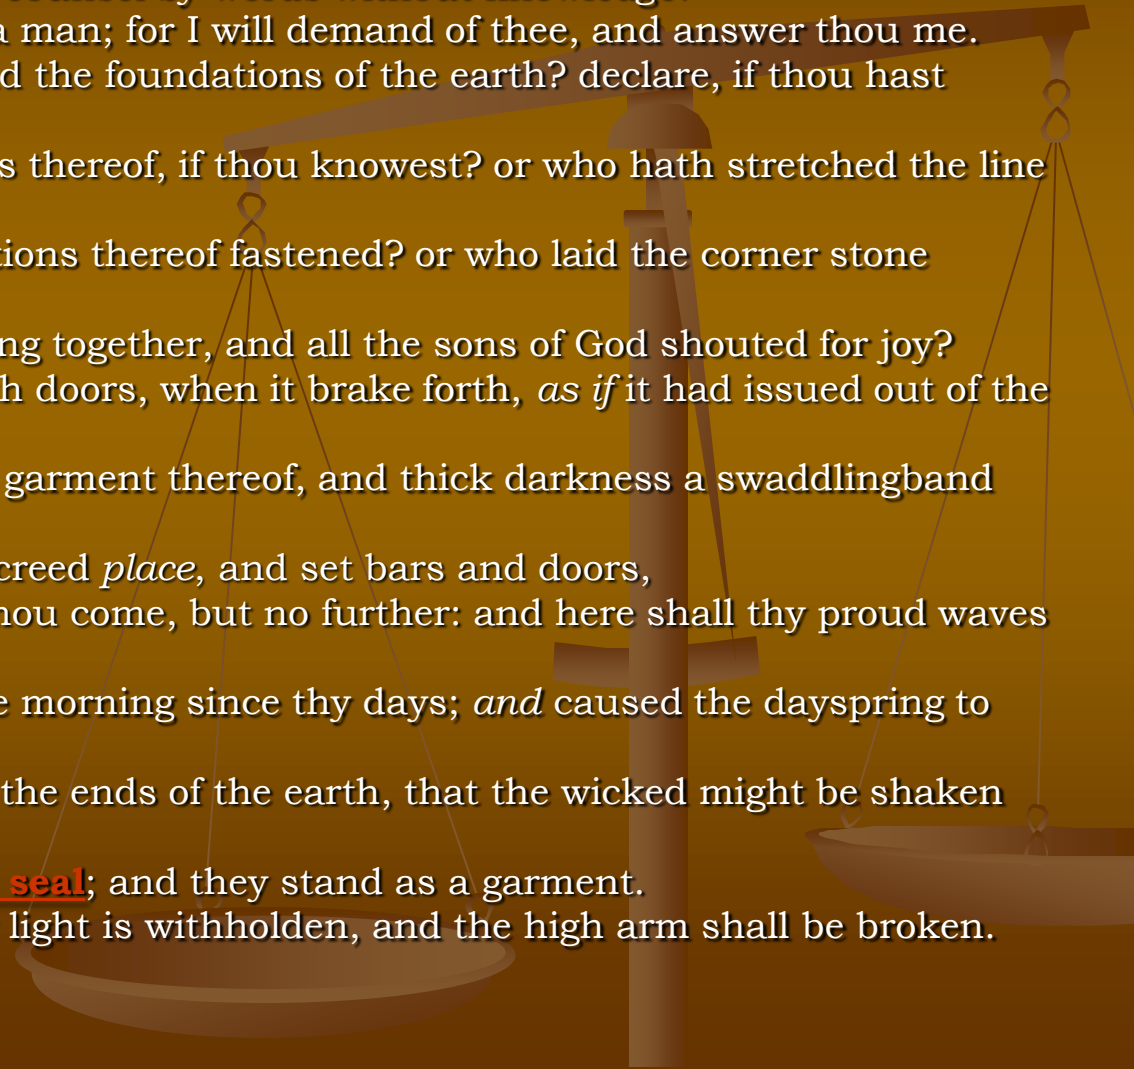 a man; for I will demand of thee, and answer thou me.
d the foundations of the earth? declare, if thou hast
s thereof, if thou knowest? or who hath stretched the line
tions thereof fastened? or who laid the corner stone
ng together, and all the sons of God shouted for joy?
h doors, when it brake forth, as if it had issued out of the
garment thereof, and thick darkness a swaddlingband
creed place, and set bars and doors,
hou come, but no further: and here shall thy proud waves
e morning since thy days; and caused the dayspring to
the ends of the earth, that the wicked might be shaken
seal; and they stand as a garment.
light is withholden, and the high arm shall be broken.